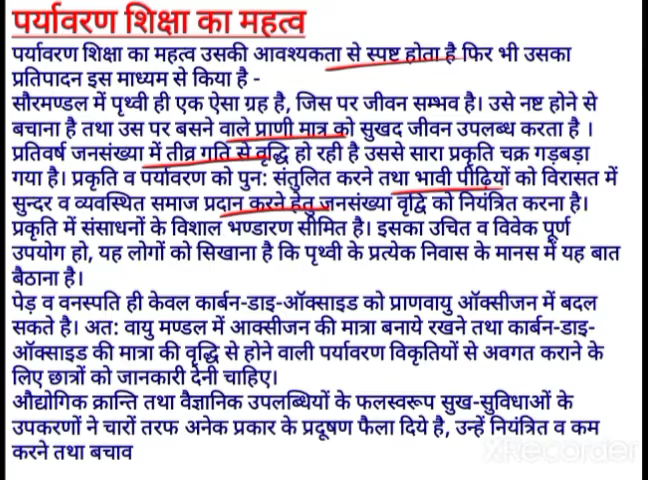 पर्यावरण शिक्षा का महत्व
पर्यावरण शिक्षा का महत्व उसकी आवश्यकता से स्पष्ट होता है फिर भी उसका
प्रतिपादन इस माध्यम से किया है -
सौरमण्डल में पृथ्वी ही एक ऐसा ग्रह है, जिस पर जीवन सम्भव है। उसे नष्ट होने से
बचाना है तथा उस पर बसने वाले प्राणी मात्र को सुखद जीवन उपलब्ध करता है ।
प्रतिवर्ष जनसंख्या में तीव्र गति से वृद्धि हो रही है उससे सारा प्रकृति चक्र गड़बड़ा
गया है। प्रकृति व पर्यावरण को पुन: संतुलित करने तथा भावी पीढ़ियों को विरासत में
सुन्दर व व्यवस्थित समाज प्रदान करने हेतु जनसंख्या वृद्वि को नियंत्रित करना है।
प्रकृति में संसाधनों के विशाल भण्डारण सीमित है। इसका उचित व विवेक पूर्ण
उपयोग हो, यह लोगों को सिखाना है कि पृथ्वी के प्रत्येक निवास के मानस में यह बात
बैठाना है।
पेड़ व वनस्पति ही केवल कार्बन-डाइ-ऑक्साइड को प्राणवायु ऑक्सीजन में बदल
सकते है। अत: वायु मण्डल में आक्सीजन की मात्रा बनाये रखने तथा कार्बन-डाइ-
ऑक्साइड की मात्रा की वृद्धि से होने वाली पर्यावरण विकृतियों से अवगत कराने के
लिए छात्रों को जानकारी देनी चाहिए।
औद्योगिक क्रान्ति तथा वैज्ञानिक उपलब्धियों के फलस्वरूप सुख-सुविधाओं के
उपकरणों ने चारों तरफ अनेक प्रकार के प्रदूषण फैला दिये है, उन्हें नियंत्रित व कम
करने तथा बचाव
XRecorder